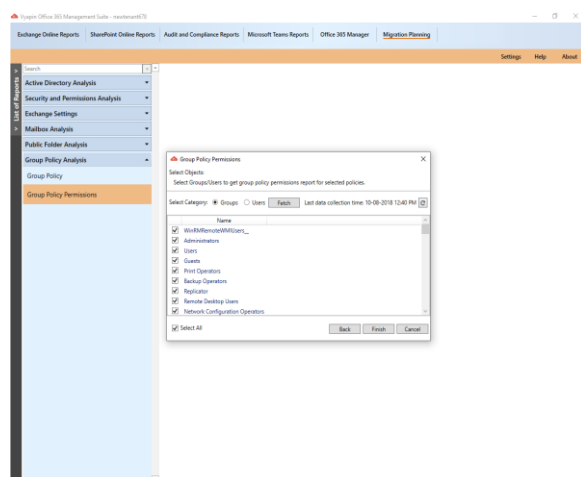 Vyapin Office 365 Management Suite - newtenant678
Exchange Online Reports SharePoint Online Reports Audit and Compliance Reports Microsoft Teams Reports Office 365 Manager Migration Planning
Settings Help About
List of Reports
Search
Active Directory Analysis
Security and Permissions Analysis
Exchange Settings
Mailbox Analysis
Public Folder Analysis
Group Policy Analysis
Group Policy
Group Policy Permissions
Group Policy Permissions
Select Objects:
Select Groups/Users to get group policy permissions report for selected policies.
Select Category: Groups Users Fetch Last data collection time: 10-08-2018 12:40 PM
Name
WinRMRemoteWMIUsers__
Administrators
Users
Guests
Print Operators
Backup Operators
Replicator
Remote Desktop Users
Network Configuration Operators
Select All
Back Finish Cancel